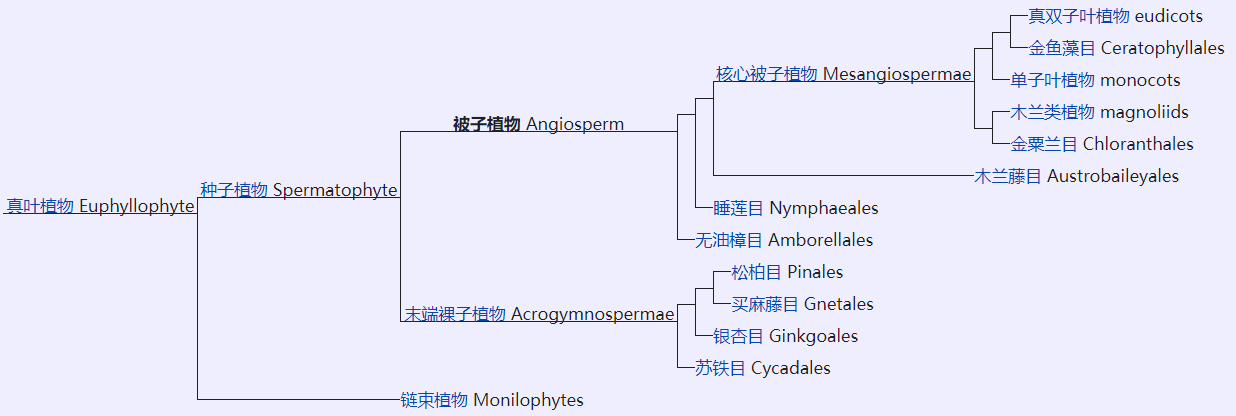 真双子叶植物 eudicots
金鱼藻目 Ceratophyllales
核心被子植物 Mesangiospermae
单子叶植物 monocots
木兰类植物 magnoliids
被子植物 Angiosperm
金粟兰目 Chloranthales
木兰藤目 Austrobaileyales
种子植物 Spermatophyte
真叶植物 Euphyllophyte
睡莲目 Nymphaeales
无油樟目 Amborellales
松柏目 Pinales
买麻藤目 Gnetales
末端裸子植物 Acrogymnospermae
银杏目 Ginkgoales
苏铁目 Cycadales
链束植物 Monilophytes